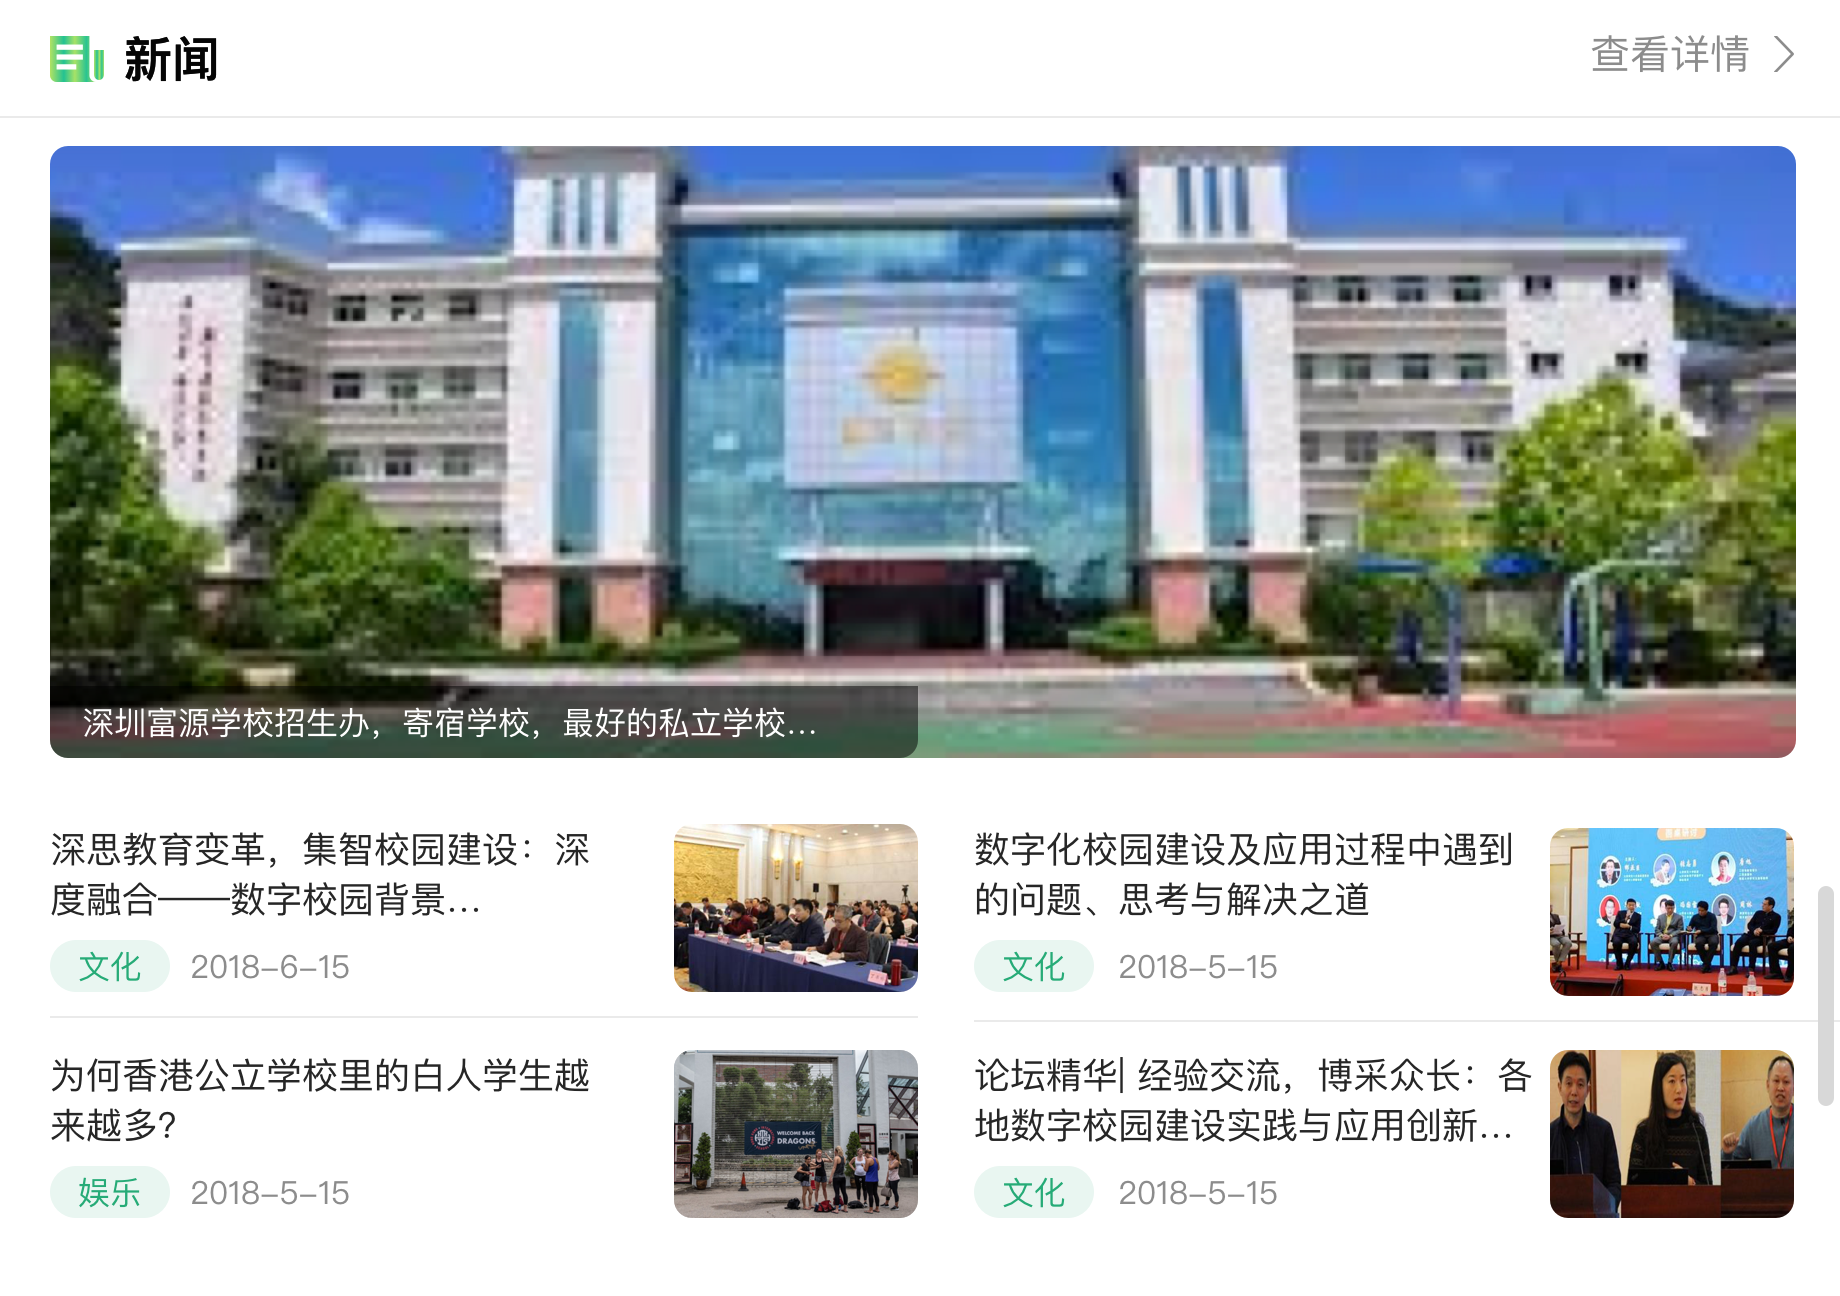 新闻
查看详情
深圳富源学校招生办，寄宿学校，最好的私立学校...
深思教育变革，集智校园建设：深
度融合——数字校园背景...
文化 2018-6-15
数字化校园建设及应用过程中遇到
的问题、思考与解决之道
文化 2018-5-15
为何香港公立学校里的白人学生越
来越多？
娱乐 2018-5-15
WELCOME BACK
DRAGONS
论坛精华| 经验交流，博采众长：各
地数字校园建设实践与应用创新...
文化 2018-5-15